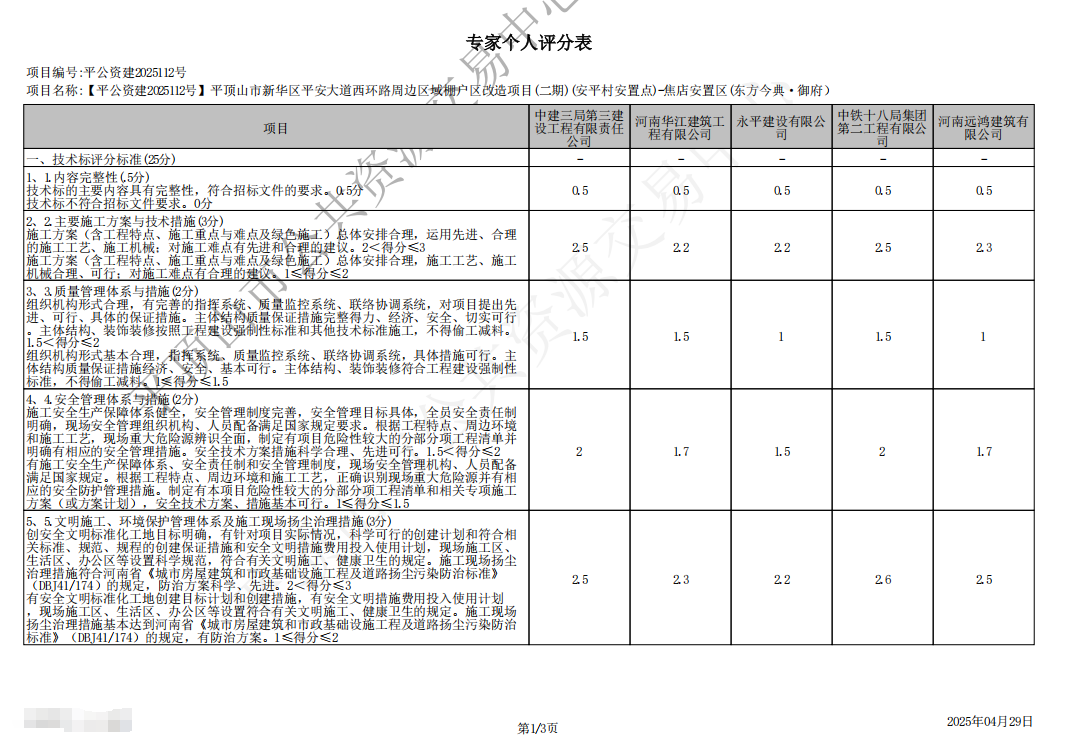 专家个人评分表
项目编号:平公资建2025112号
项目名称:【平公资建2025112号】平顶山市新华区平安大道西环路周边区域棚户区改造项目(二期)(安平村安置点)-焦店安置区(东方今典·御府）
项目
中建三局第三建
设工程有限责任
公司
河南华江建筑工
程有限公司
永平建设有限公
司
中铁十八局集团
第二工程有限公
司
河南远鸿建筑有
限公司
一、技术标评分标准(25分)
–
–
–
–
–
1、1.内容完整性(.5分)
技术标的主要内容具有完整性，符合招标文件的要求。0.5分
技术标不符合招标文件要求。0分
0.5
0.5
0.5
0.5
0.5
2、2.主要施工方案与技术措施(3分)
施工方案（含工程特点、施工重点与难点及绿色施工）总体安排合理，运用先进、合理
的施工工艺、施工机械；对施工难点有先进和合理的建议。2＜得分≤3
施工方案（含工程特点、施工重点与难点及绿色施工）总体安排合理，施工工艺、施工
机械合理、可行；对施工难点有合理的建议。1≤得分≤2
2.5
2.2
2.2
2.5
2.3
3、3.质量管理体系与措施(2分)
组织机构形式合理，有完善的指挥系统、质量监控系统、联络协调系统，对项目提出先
进、可行、具体的保证措施。主体结构质量保证措施完整得力、经济、安全、切实可行
。主体结构、装饰装修按照工程建设强制性标准和其他技术标准施工，不得偷工减料。
1.5＜得分≤2
组织机构形式基本合理，指挥系统、质量监控系统、联络协调系统，具体措施可行。主
体结构质量保证措施经济、安全、基本可行。主体结构、装饰装修符合工程建设强制性
标准，不得偷工减料。1≤得分≤1.5
1.5
1.5
1
1.5
1
4、4.安全管理体系与措施(2分)
施工安全生产保障体系健全，安全管理制度完善，安全管理目标具体，全员安全责任制
明确，现场安全管理组织机构、人员配备满足国家规定要求。根据工程特点、周边环境
和施工工艺，现场重大危险源辨识全面，制定有项目危险性较大的分部分项工程清单并
明确有相应的安全管理措施。安全技术方案措施科学合理、先进可行。1.5＜得分≤2
有施工安全生产保障体系、安全责任制和安全管理制度，现场安全管理机构、人员配备
满足国家规定。根据工程特点、周边环境和施工工艺，正确识别现场重大危险源并有相
应的安全防护管理措施。制定有本项目危险性较大的分部分项工程清单和相关专项施工
方案（或方案计划），安全技术方案、措施基本可行。1≤得分≤1.5
2
1.7
1.5
2
1.7
5、5.文明施工、环境保护管理体系及施工现场扬尘治理措施(3分)
创安全文明标准化工地目标明确，有针对项目实际情况，科学可行的创建计划和符合相
关标准、规范、规程的创建保证措施和安全文明措施费用投入使用计划，现场施工区、
生活区、办公区等设置科学规范，符合有关文明施工、健康卫生的规定。施工现场扬尘
治理措施符合河南省《城市房屋建筑和市政基础设施工程及道路扬尘污染防治标准》
（DBJ41/174）的规定，防治方案科学、先进。2＜得分≤3
有安全文明标准化工地创建目标计划和创建措施，有安全文明措施费用投入使用计划
，现场施工区、生活区、办公区等设置符合有关文明施工、健康卫生的规定。施工现场
扬尘治理措施基本达到河南省《城市房屋建筑和市政基础设施工程及道路扬尘污染防治
标准》（DBJ41/174）的规定，有防治方案。1≤得分≤2
2.5
2.3
2.2
2.6
2.5
平顶山市公共资源交易中心
公共资源交易中
第1/3页
2025年04月29日